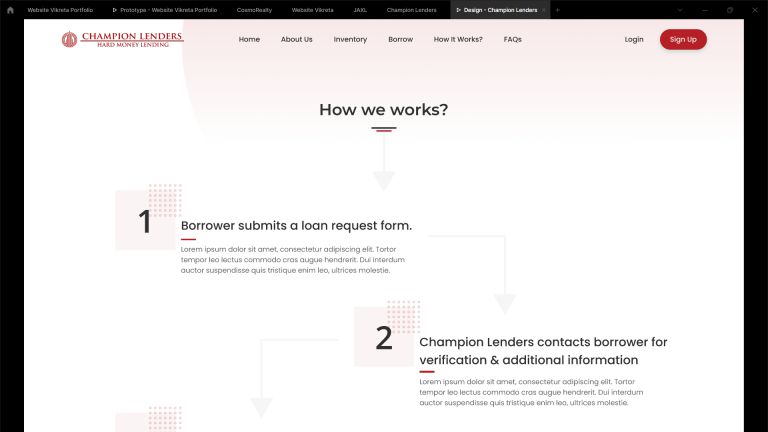 Website Vikreta Portfolio
Prototype - Website Vikreta Portfolio
CosmoRealty
Website Vikreta
JAXL
Champion Lenders
Design - Champion Lenders
CHAMPION LENDERS
HARD MONEY LENDING
Home
About Us
Inventory
Borrow
How It Works?
FAQs
Login
Sign Up
How we works?
1
Borrower submits a loan request form.
Lorem ipsum dolor sit amet, consectetur adipiscing elit. Tortor
tempor leo lectus commodo consectetur augue hendrerit. Dui interdum
auctor suspendisse quis tristique enim leo, ultrices molestie.
2
Champion Lenders contacts borrower for
verification & additional information
Lorem ipsum dolor sit amet, consectetur adipiscing elit. Tortor
tempor leo lectus commodo consectetur augue hendrerit. Dui interdum
auctor suspendisse quis tristique enim leo, ultrices molestie.